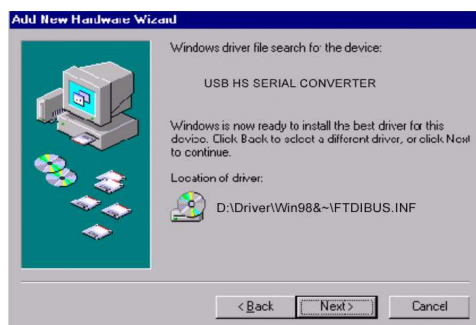 Add New Hardware Wizard
Windows driver file search for the device:
USB HS SERIAL CONVERTER
Windows is now ready to install the best driver for this
device. Click Back to select a different driver, or click Next
to continue.
Location of driver:
D:\Driver\Win98&~\FTDIBUS.INF
< Back
Next >
Cancel